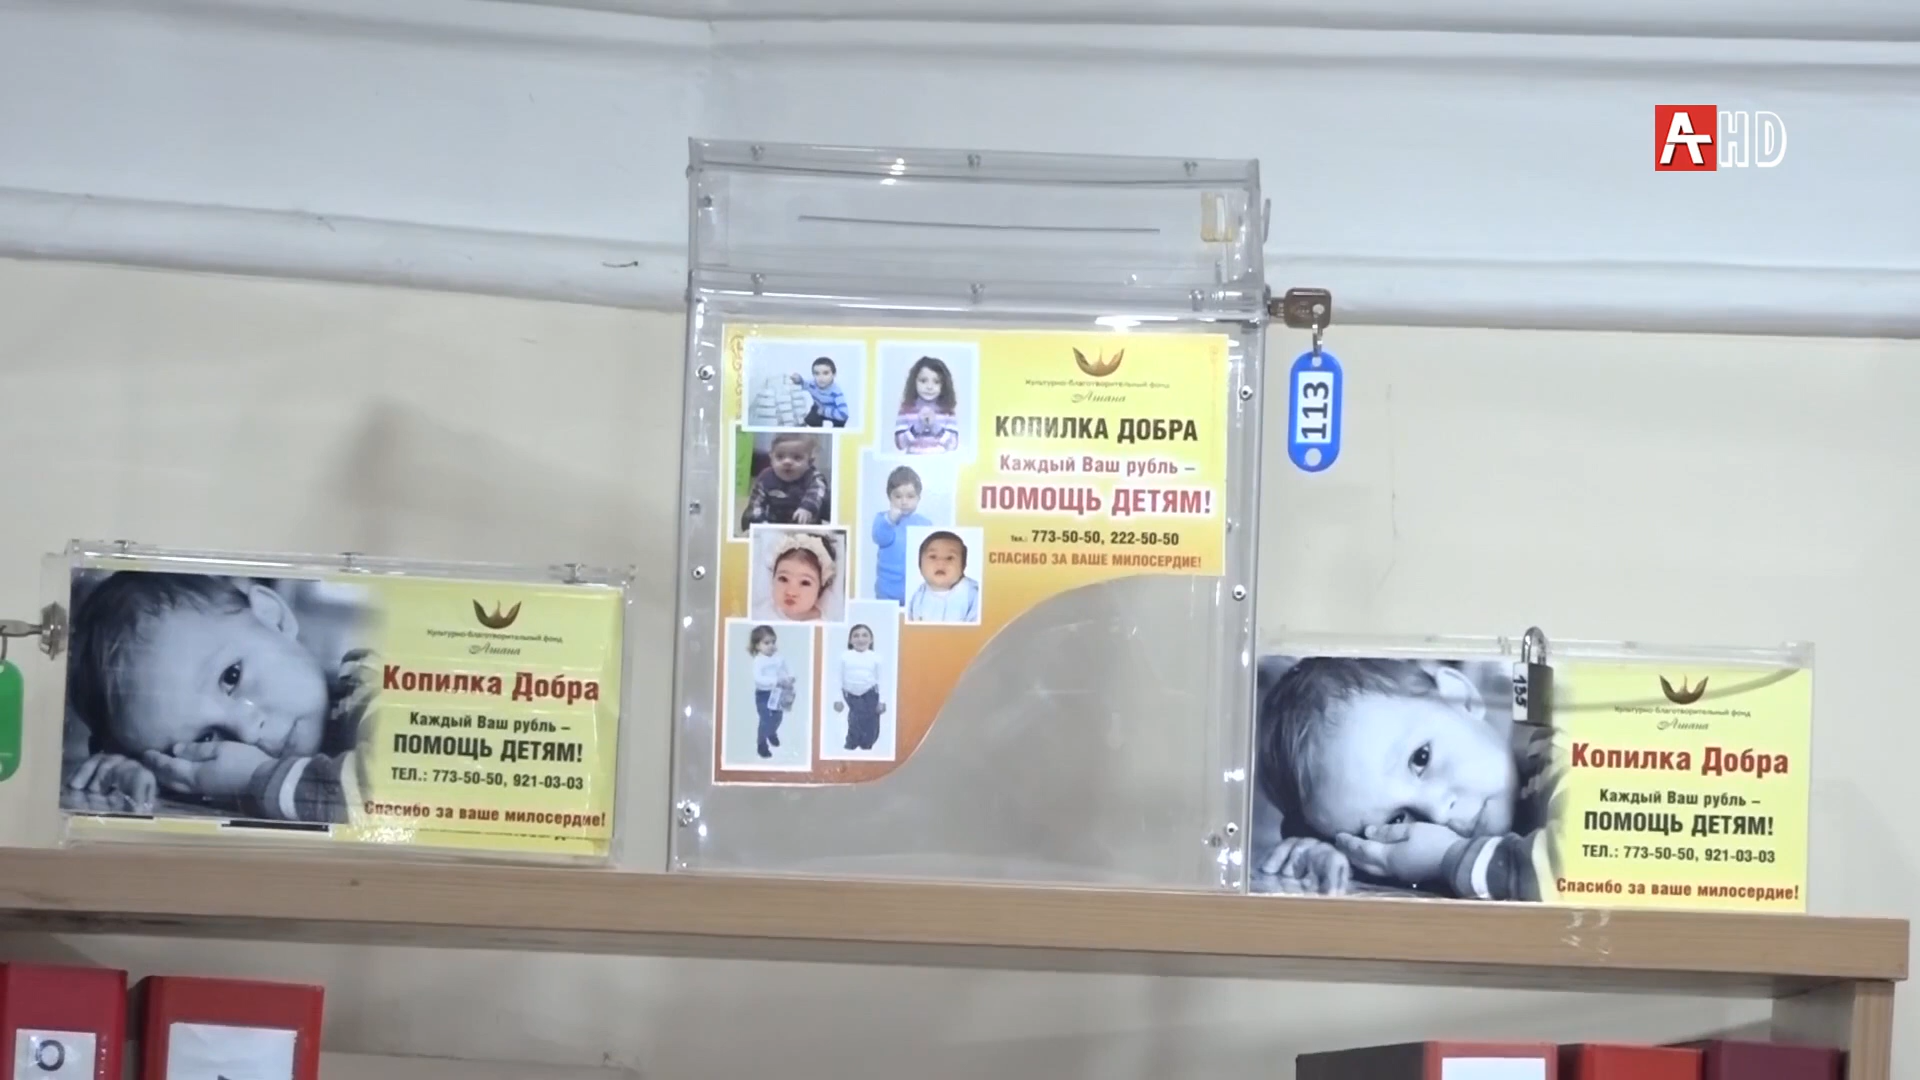 АHD
Культурно-благотворительный фонд
Ашана
КОПИЛКА ДОБРА
Каждый Ваш рубль –
ПОМОЩЬ ДЕТЯМ!
Тел.: 773-50-50, 222-50-50
СПАСИБО ЗА ВАШЕ МИЛОСЕРДИЕ!
113
Культурно-благотворительный фонд
Ашана
Копилка Добра
Каждый Ваш рубль –
ПОМОЩЬ ДЕТЯМ!
ТЕЛ.: 773-50-50, 921-03-03
Спасибо за ваше милосердие!
155
Культурно-благотворительный фонд
Ашана
Копилка Добра
Каждый Ваш рубль –
ПОМОЩЬ ДЕТЯМ!
ТЕЛ.: 773-50-50, 921-03-03
Спасибо за ваше милосердие!